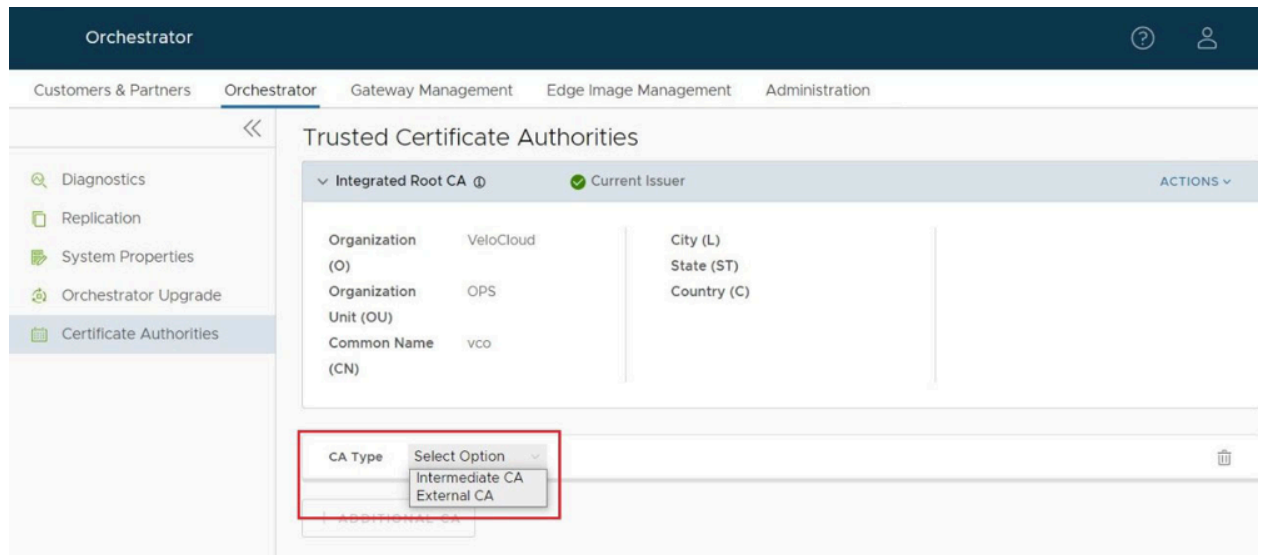 Orchestrator
Customers & Partners Orchestrator Gateway Management Edge Image Management Administration
Diagnostics
Replication
System Properties
Orchestrator Upgrade
Certificate Authorities
Trusted Certificate Authorities
Integrated Root CA Current Issuer ACTIONS
Organization VeloCloud
(O)
Organization OPS
Unit (OU)
Common Name vco
(CN)
City (L)
State (ST)
Country (C)
CA Type Select Option
Intermediate CA
External CA
ADDITIONAL CA